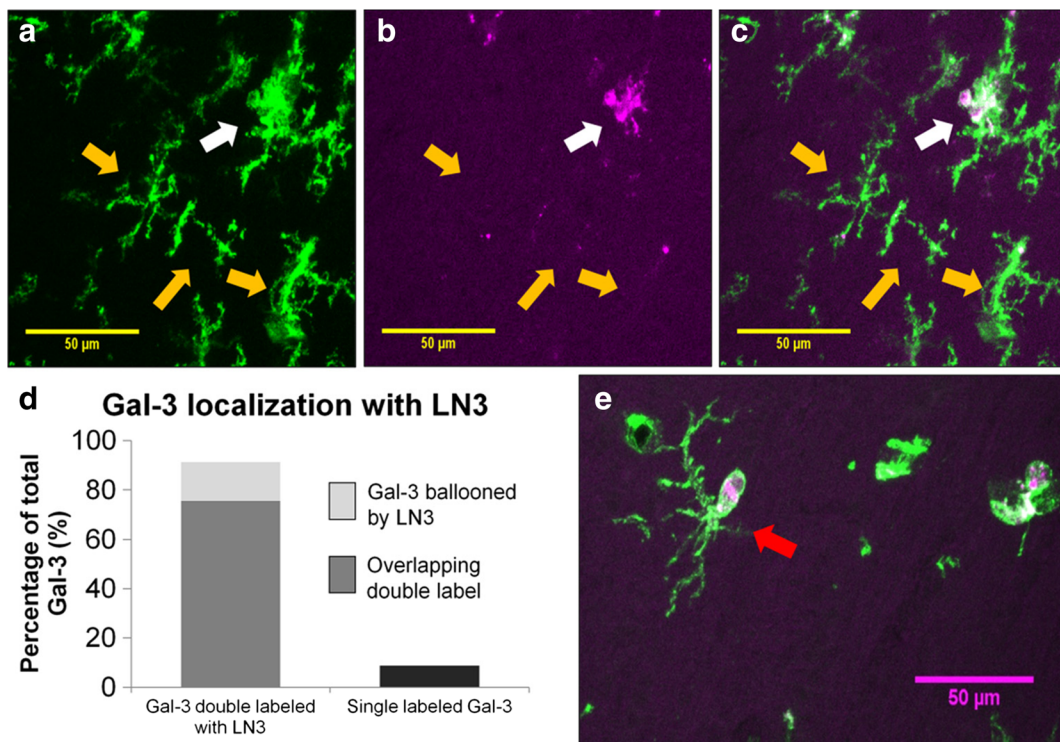 a
b
c
50 µm
50 µm
50 µm
d
Gal-3 localization with LN3
Percentage of total
Gal-3 (%)
100
80
60
40
20
0
Gal-3 ballooned
by LN3
Overlapping
double label
Gal-3 double labeled
with LN3
Single labeled Gal-3
e
50 µm